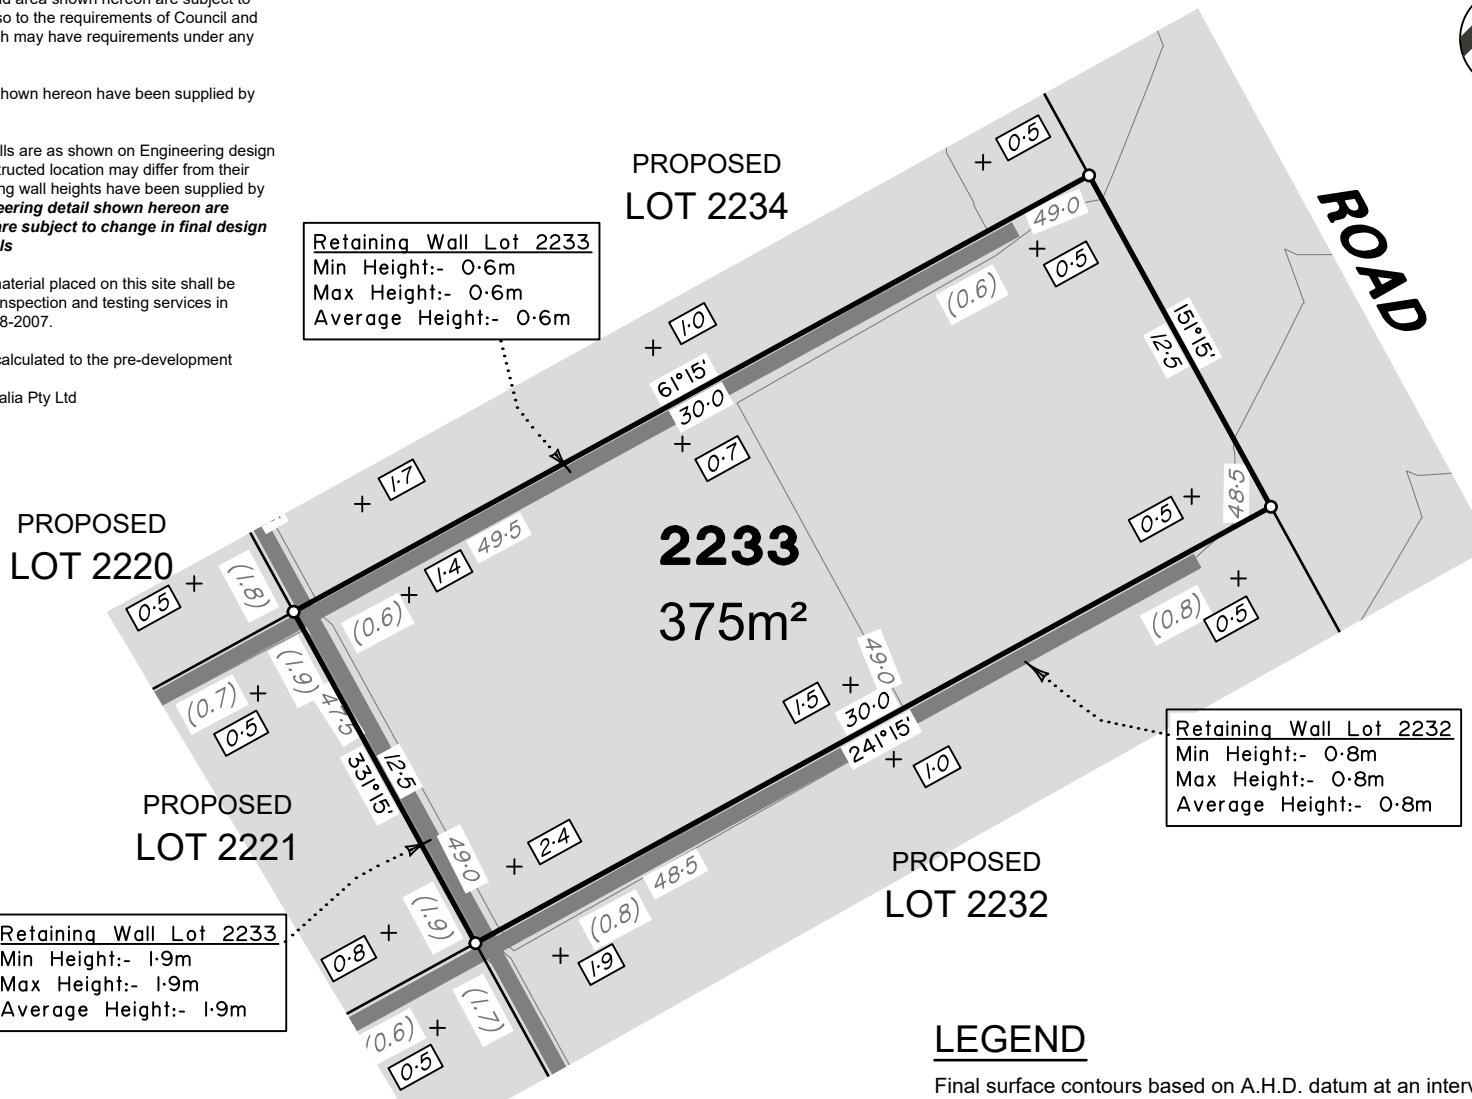 d area shown hereon are subject to
so to the requirements of Council and
h may have requirements under any
hown hereon have been supplied by
lls are as shown on Engineering design
tructed location may differ from their
ng wall heights have been supplied by
eering detail shown hereon are
are subject to change in final design
ls
naterial placed on this site shall be
nspection and testing services in
8-2007.
calculated to the pre-development
alia Pty Ltd
PROPOSED
LOT 2234
0·5
49·0
0·5
(0.6)
ROAD
Retaining Wall Lot 2233
Min Height:- 0·6m
Max Height:- 0·6m
Average Height:- 0·6m
1·0
61°15'
30·0
0·7
151°15'
12·5
1·7
49·5
1·4
(0.6)
PROPOSED
LOT 2220
0·5
(1.8)
2233
375m²
0·5
48·5
(0.8)
0·5
(1.9)
47·5
(0.7)
0·5
49·0
1·5
30·0
241°15'
1·0
12·5
331°15'
PROPOSED
LOT 2221
Retaining Wall Lot 2232
Min Height:- 0·8m
Max Height:- 0·8m
Average Height:- 0·8m
2·4
49·0
48·5
PROPOSED
LOT 2232
(1.9)
(0.8)
1·9
0·8
Retaining Wall Lot 2233
Min Height:- 1·9m
Max Height:- 1·9m
Average Height:- 1·9m
(1.7)
(0.6)
0·5
LEGEND
Final surface contours based on A.H.D. datum at an interv